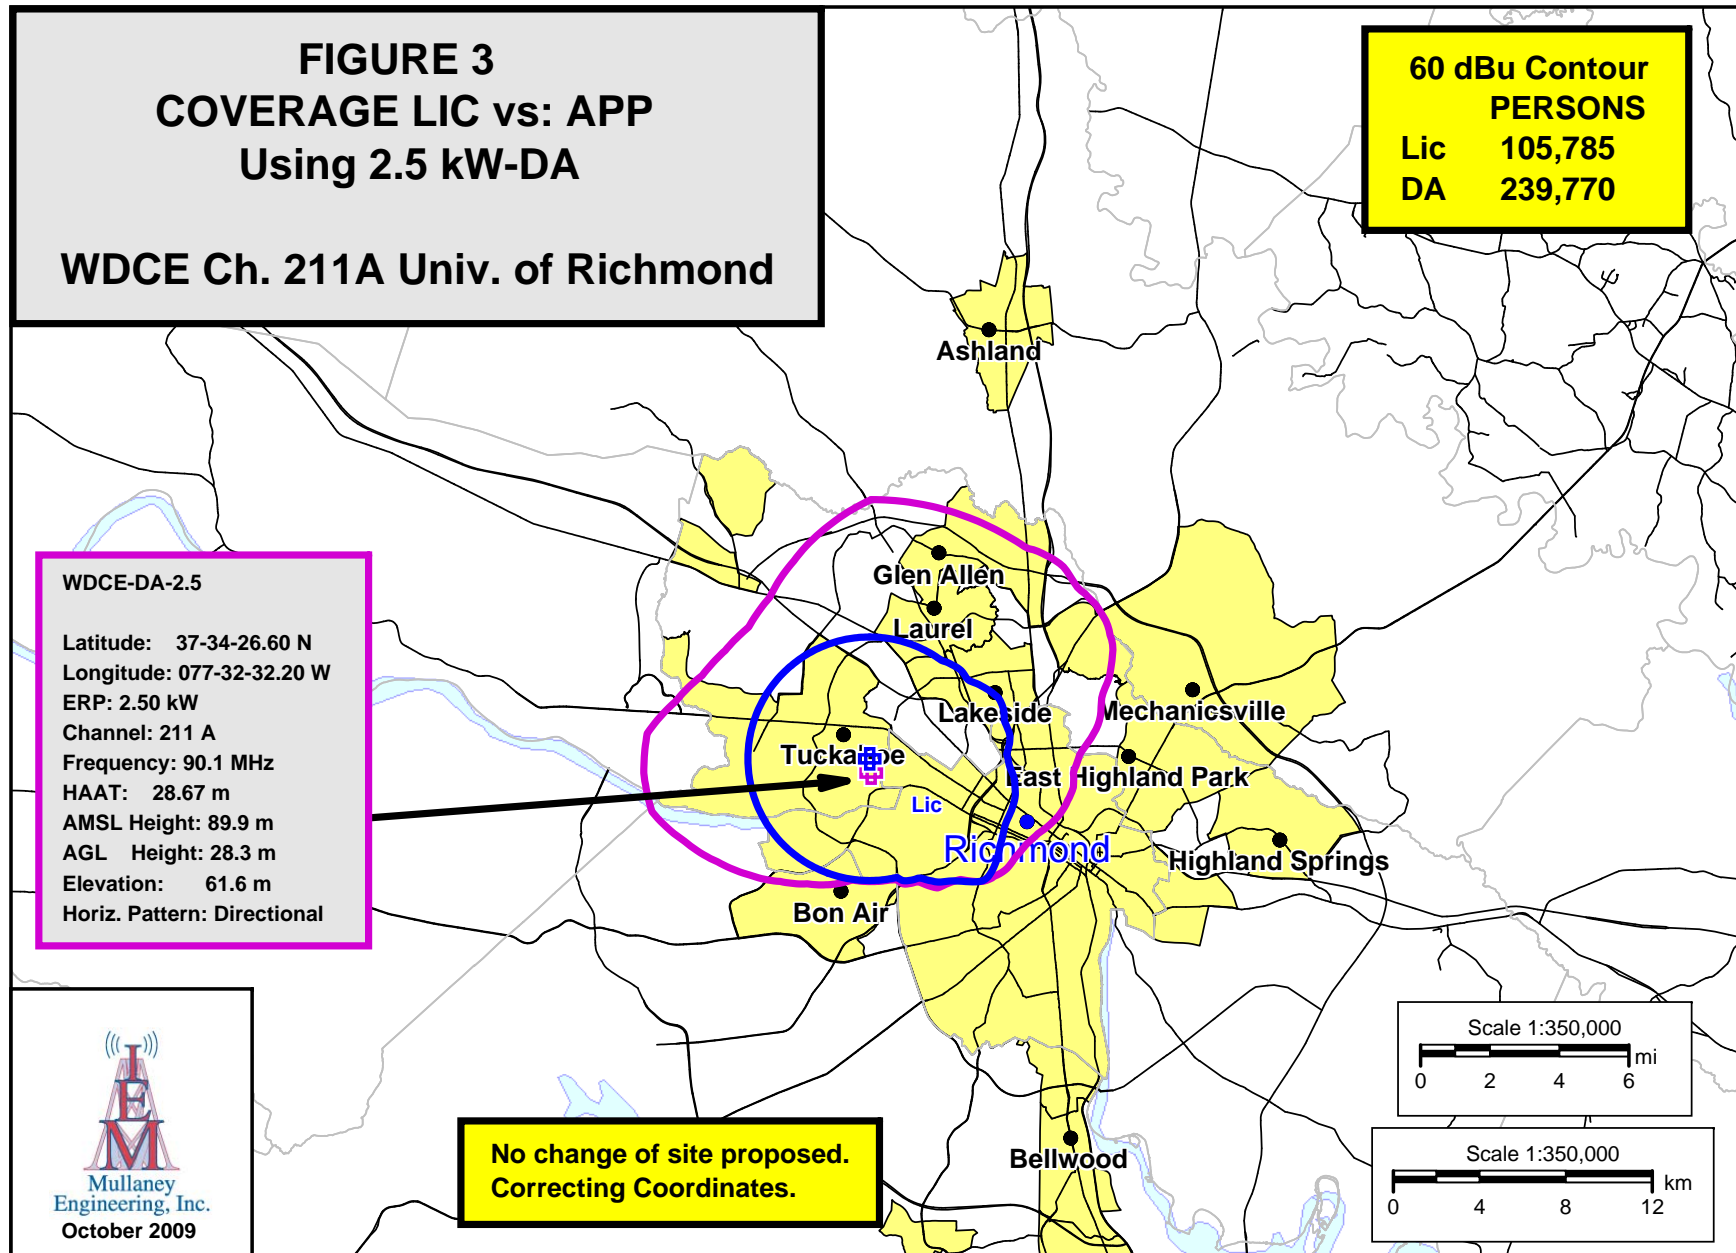 FIGURE 3
COVERAGE LIC vs: APP
Using 2.5 kW-DA
WDCE Ch. 211A Univ. of Richmond
60 dBu Contour
PERSONS
Lic 105,785
DA 239,770
Ashland
Glen Allen
Laurel
Lakeside
Mechanicsville
Tuckahoe
East Highland Park
Lic
Richmond
Highland Springs
Bon Air
Bellwood
WDCE-DA-2.5
Latitude: 37-34-26.60 N
Longitude: 077-32-32.20 W
ERP: 2.50 kW
Channel: 211 A
Frequency: 90.1 MHz
HAAT: 28.67 m
AMSL Height: 89.9 m
AGL Height: 28.3 m
Elevation: 61.6 m
Horiz. Pattern: Directional
IEM
Mullaney
Engineering, Inc.
October 2009
No change of site proposed.
Correcting Coordinates.
Scale 1:350,000
mi
0 2 4 6
Scale 1:350,000
km
0 4 8 12